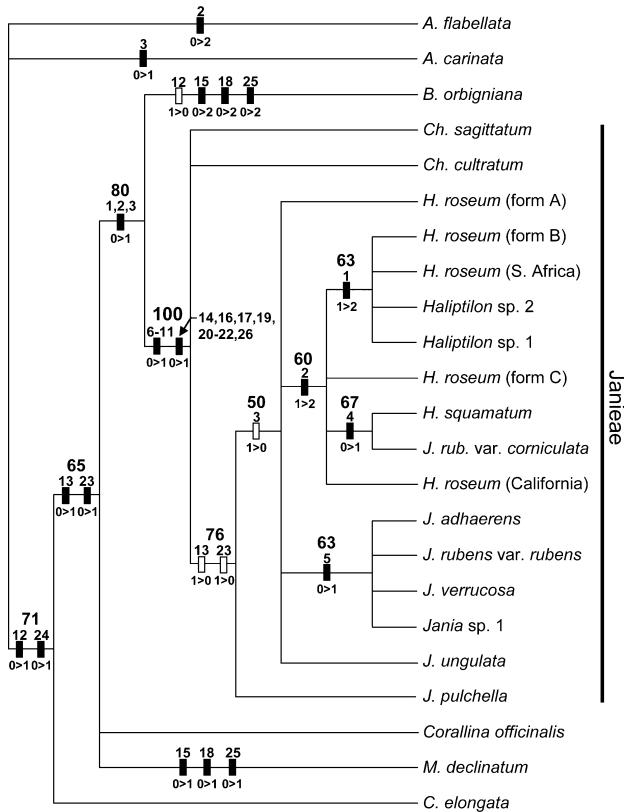 2
0>2
A. flabellata
3
0>1
A. carinata
12 15 18 25
1>0 0>2 0>2 0>2
B. orbigniana
Ch. sagittatum
Ch. cultratum
80
1,2,3
0>1
H. roseum (form A)
H. roseum (form B)
63
1
1>2
H. roseum (S. Africa)
Haliptilon sp. 2
Haliptilon sp. 1
100
6-11
0>1 0>1
14,16,17,19,
20-22,26
60
2
1>2
H. roseum (form C)
50
3
1>0
67
4
0>1
H. squamatum
J. rub. var. corniculata
H. roseum (California)
Janieae
65
13 23
0>1 0>1
76
13 23
1>0 1>0
J. adhaerens
63
5
0>1
J. rubens var. rubens
J. verrucosa
Jania sp. 1
71
12 24
0>1 0>1
J. ungulata
J. pulchella
Corallina officinalis
15 18 25
0>1 0>1 0>1
M. declinatum
C. elongata